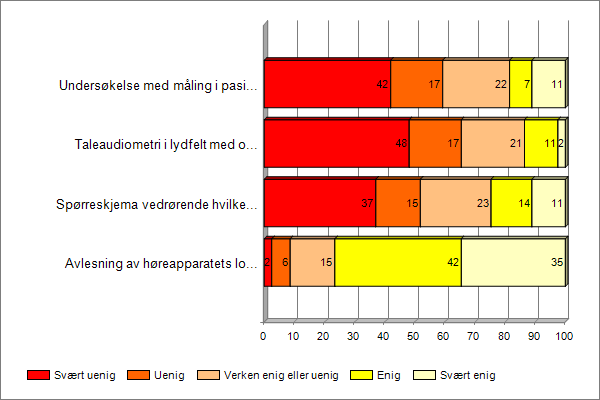 Undersøkelse med måling i pasi...
42 17 22 7 11
Taleaudiometri i lydfelt med o...
48 17 21 11 2
Spørreskjema vedrørende hvilke...
37 15 23 14 11
Avlesning av høreapparatets lo...
2 6 15 42 35
0 10 20 30 40 50 60 70 80 90 100
Svært uenig Uenig Verken enig eller uenig Enig Svært enig